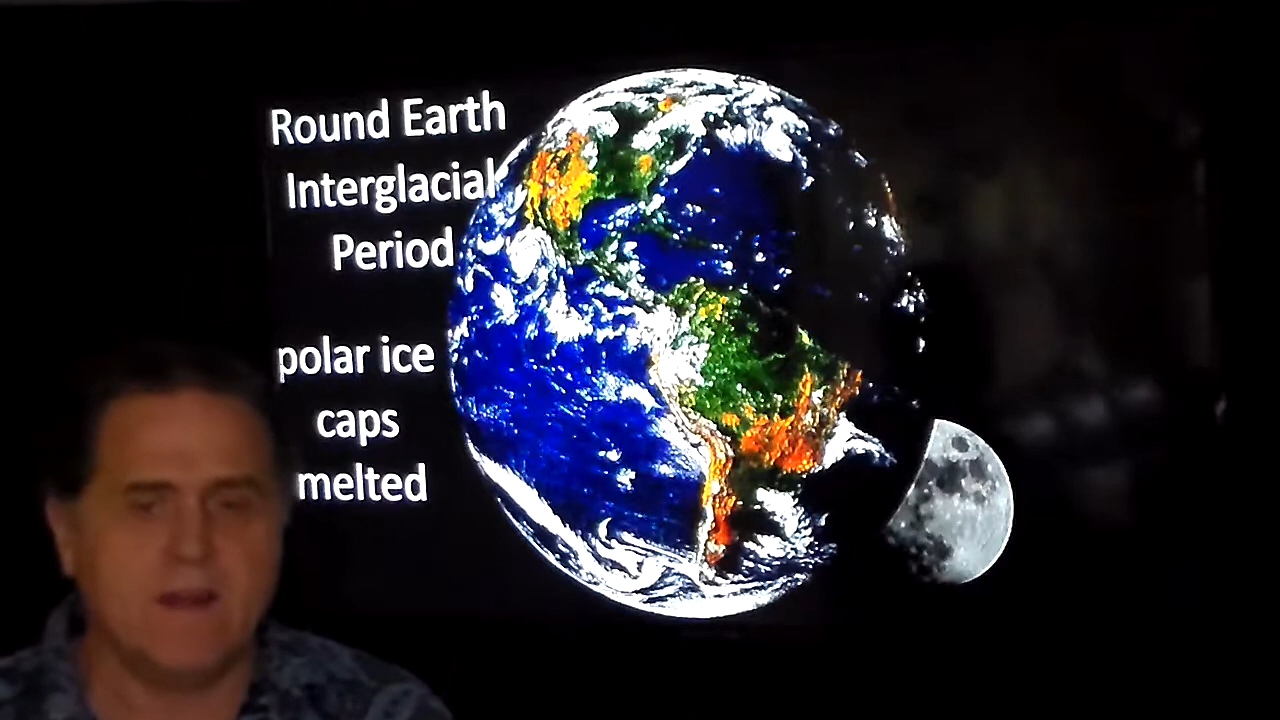 Round Earth
Interglacial
Period
polar ice
caps
melted